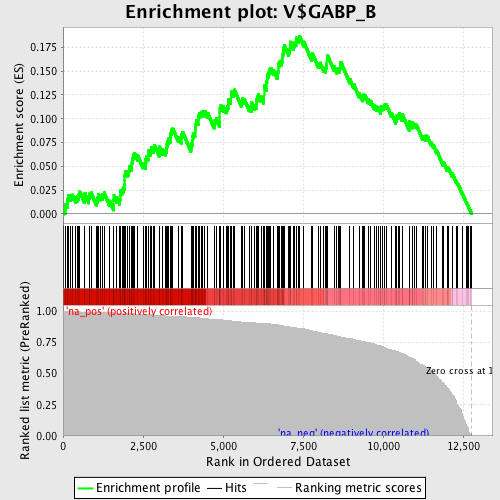 Enrichment plot: V$GABP_B
Enrichment score (ES)
0.175
0.150
0.125
0.100
0.075
0.050
0.025
0.000
'na_pos' (positively correlated)
Ranked list metric (PreRanked)
1.00
0.75
0.50
0.25
0.00
Zero cross at 1
'na_neg' (negatively correlated)
0
2,500
5,000
7,500
10,000
12,500
Rank in Ordered Dataset
Enrichment profile
Hits
Ranking metric scores